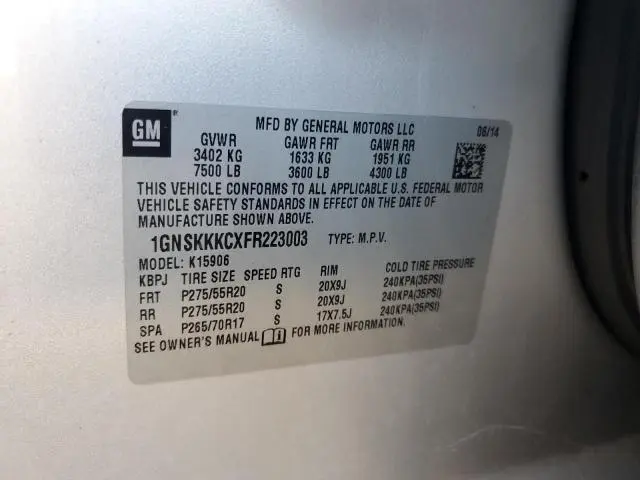 GM
®
MFD BY GENERAL MOTORS LLC 06/14
GVWR GAWR FRT GAWR RR
3402 KG 1633 KG 1951 KG
7500 LB 3600 LB 4300 LB
THIS VEHICLE CONFORMS TO ALL APPLICABLE U.S. FEDERAL MOTOR
VEHICLE SAFETY STANDARDS IN EFFECT ON THE DATE OF
MANUFACTURE SHOWN ABOVE.
1GNSKKKCXFR223003 TYPE: M.P.V.
MODEL: K15906
KBPJ TIRE SIZE SPEED RTG RIM COLD TIRE PRESSURE
FRT P275/55R20 S 20X9J 240KPA(35PSI)
RR P275/55R20 S 20X9J 240KPA(35PSI)
SPA P265/70R17 S 17X7.5J 240KPA(35PSI)
SEE OWNER'S MANUAL FOR MORE INFORMATION.